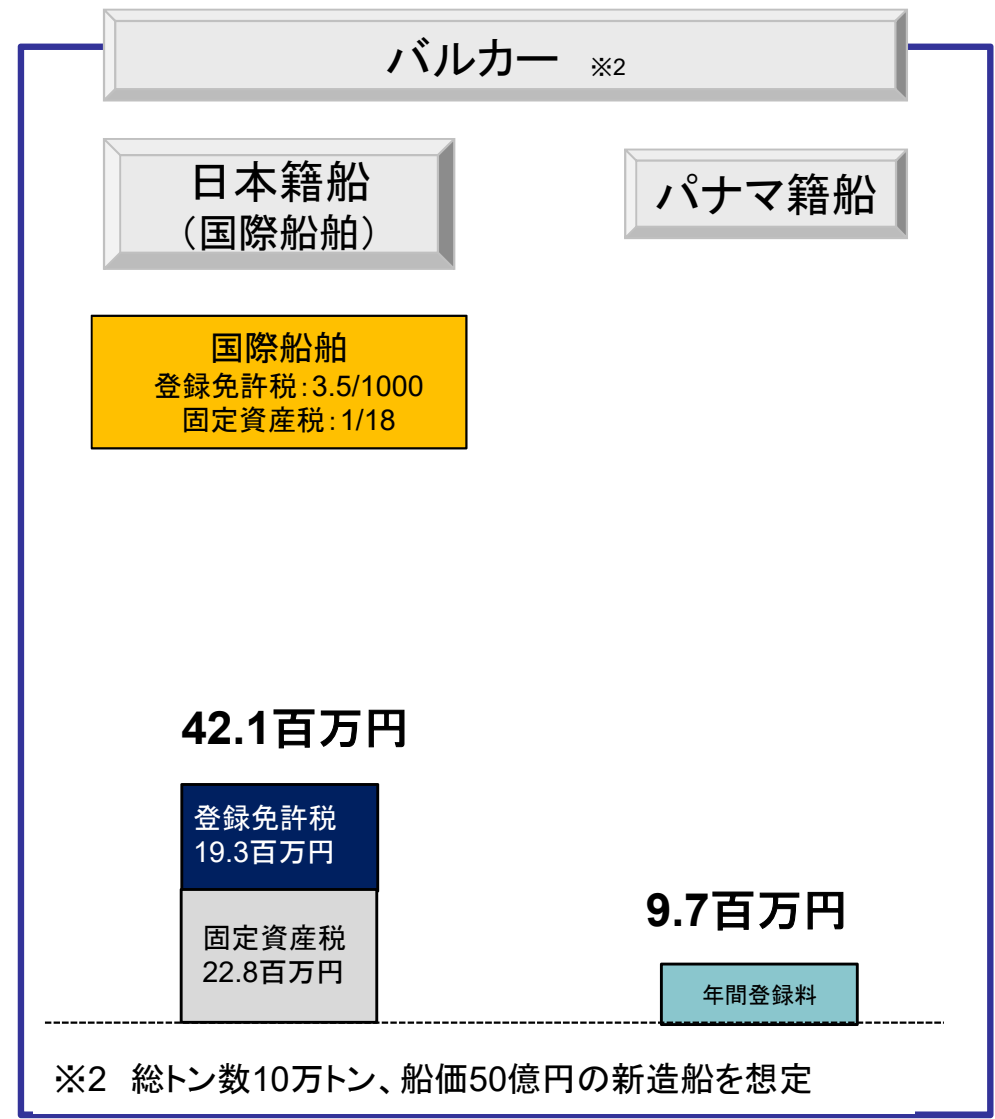 バルカー ※2
日本籍船
（国際船舶）
パナマ籍船
国際船舶
登録免許税：3.5/1000
固定資産税：1/18
42.1百万円
登録免許税
19.3百万円
固定資産税
22.8百万円
9.7百万円
年間登録料
※2　総トン数10万トン、船価50億円の新造船を想定